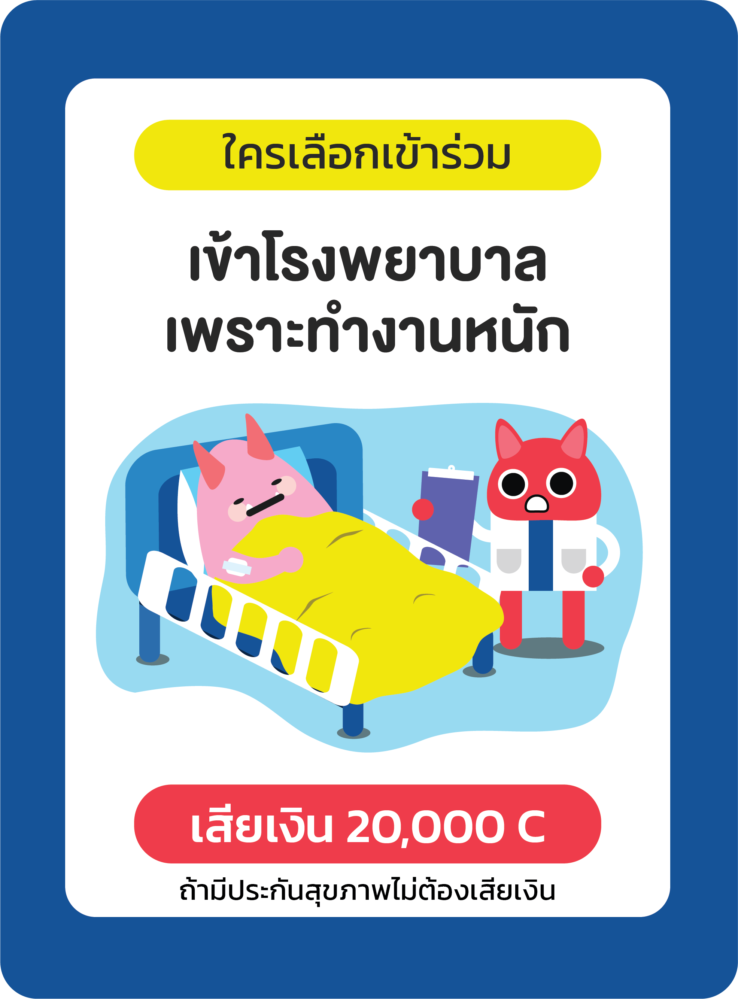 ใครเลือกเข้าร่วม
เข้าโรงพยาบาล
เพราะทำงานหนัก
เสียเงิน 20,000 C
ถ้ามีประกันสุขภาพไม่ต้องเสียเงิน